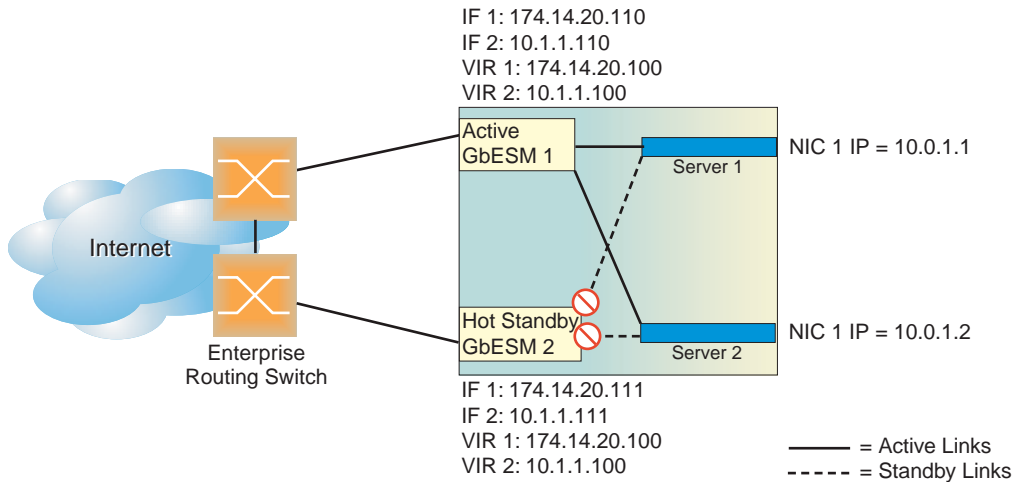 IF 1: 174.14.20.110
IF 2: 10.1.1.110
VIR 1: 174.14.20.100
VIR 2: 10.1.1.100
Active
GbESM 1
Server 1
NIC 1 IP = 10.0.1.1
Internet
Hot Standby
GbESM 2
Server 2
NIC 1 IP = 10.0.1.2
Enterprise
Routing Switch
IF 1: 174.14.20.111
IF 2: 10.1.1.111
VIR 1: 174.14.20.100
VIR 2: 10.1.1.100
= Active Links
= Standby Links